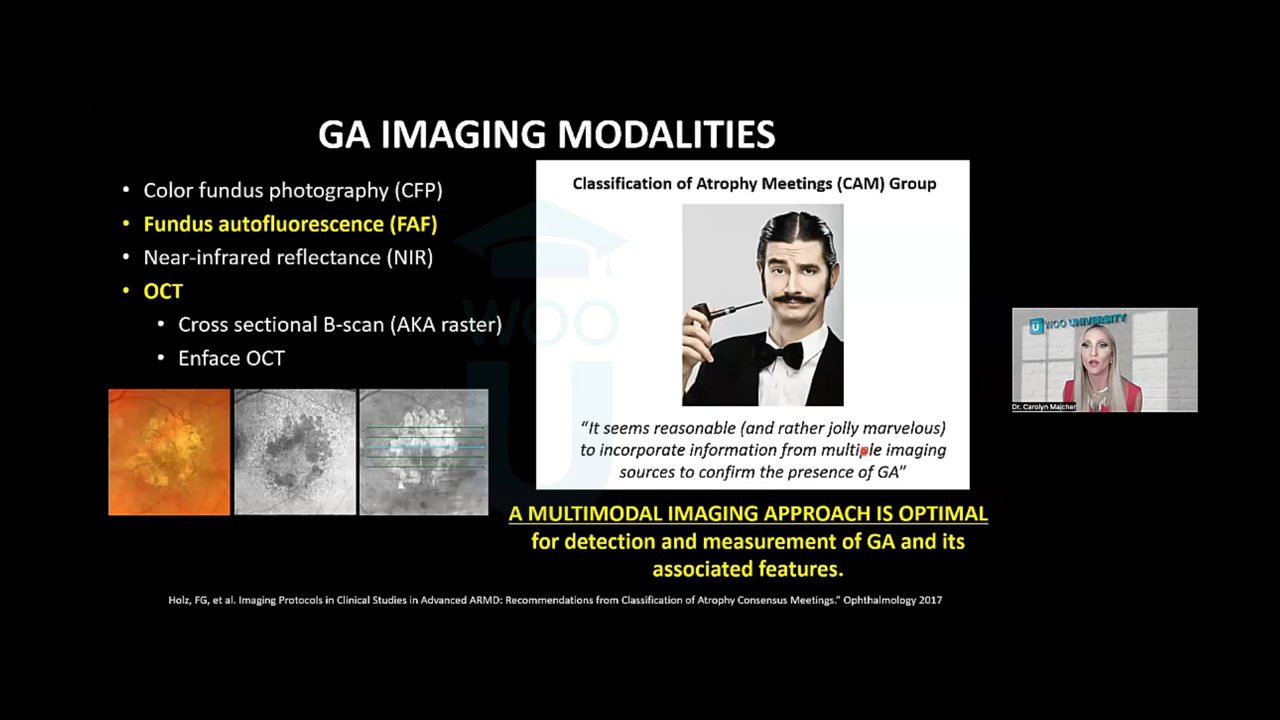 GA IMAGING MODALITIES
• Color fundus photography (CFP)
• Fundus autofluorescence (FAF)
• Near-infrared reflectance (NIR)
• OCT
• Cross sectional B-scan (AKA raster)
• Enface OCT
Classification of Atrophy Meetings (CAM) Group
“It seems reasonable (and rather jolly marvelous)
to incorporate information from multiple imaging
sources to confirm the presence of GA”
A MULTIMODAL IMAGING APPROACH IS OPTIMAL
for detection and measurement of GA and its
associated features.
Holz, FG, et al. Imaging Protocols in Clinical Studies in Advanced ARMD: Recommendations from Classification of Atrophy Consensus Meetings.” Ophthalmology 2017
WOO
U
U WOO UNIVERSITY
Dr. Carolyn Majcher